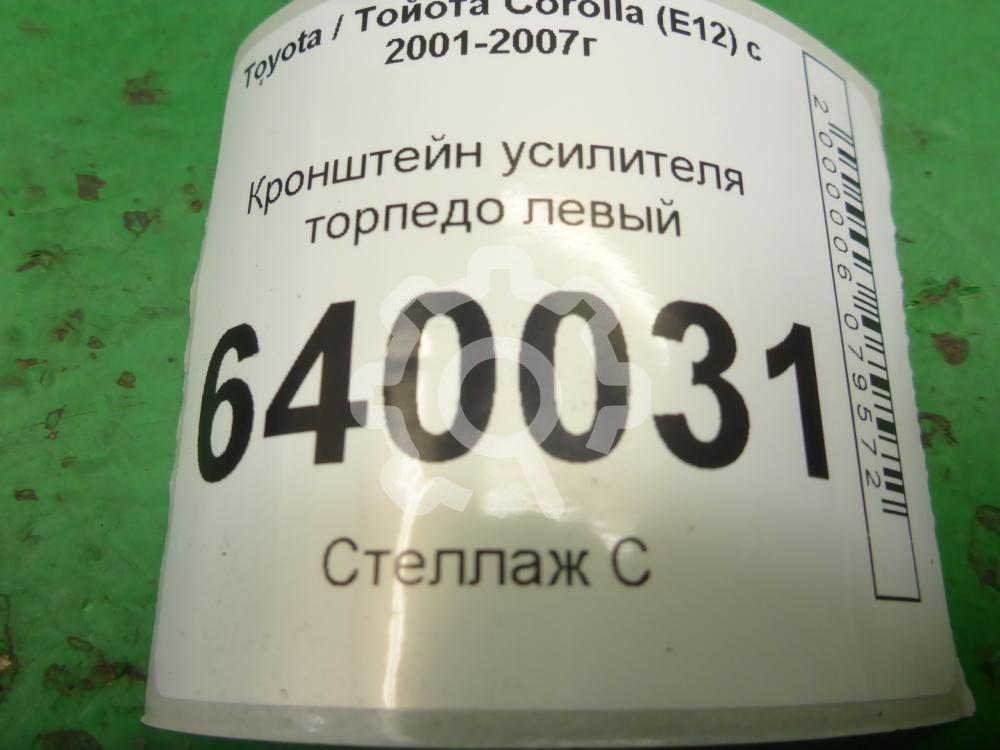 Toyota / Тойота Corolla (E12) с
2001-2007г
Кронштейн усилителя
торпедо левый
640031
Стеллаж С
2000006079572